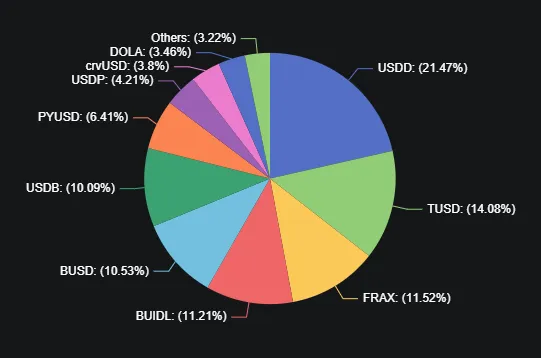 Others: (3.22%)
DOLA: (3.46%)
crvUSD: (3.8%)
USDP: (4.21%)
PYUSD: (6.41%)
USDB: (10.09%)
BUSD: (10.53%)
BUIDL: (11.21%)
USDD: (21.47%)
TUSD: (14.08%)
FRAX: (11.52%)